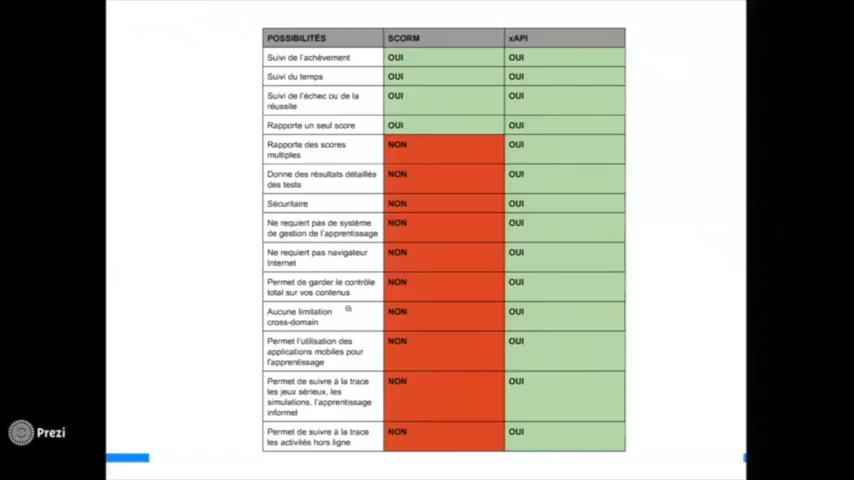 POSSIBILITÉS SCORM xAPI
Suivi de l'achèvement OUI OUI
Suivi du temps OUI OUI
Suivi de l'échec ou de la OUI OUI
réussite
Rapporte un seul score OUI OUI
Rapporte des scores NON OUI
multiples
Donne des résultats détaillés NON OUI
des tests
Sécuritaire NON OUI
Ne requiert pas de système NON OUI
de gestion de l'apprentissage
Ne requiert pas navigateur NON OUI
Internet
Permet de garder le contrôle NON OUI
total sur vos contenus
Aucune limitation NON OUI
cross-domain
Permet l'utilisation des NON OUI
applications mobiles pour
l'apprentissage
Permet de suivre à la trace NON OUI
les jeux sérieux, les
simulations, l'apprentissage
informel
Permet de suivre à la trace NON OUI
les activités hors ligne
Prezi